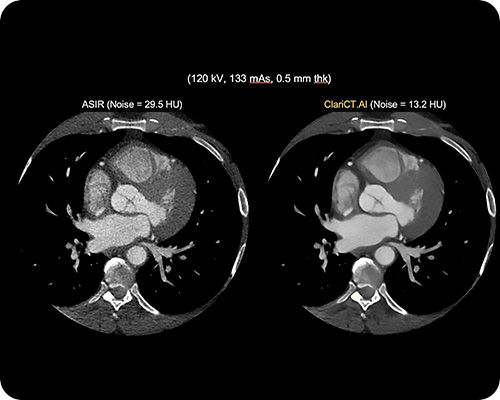 (120 kV, 133 mAs, 0.5 mm thk)
ASIR (Noise = 29.5 HU)
ClariCT.AI (Noise = 13.2 HU)